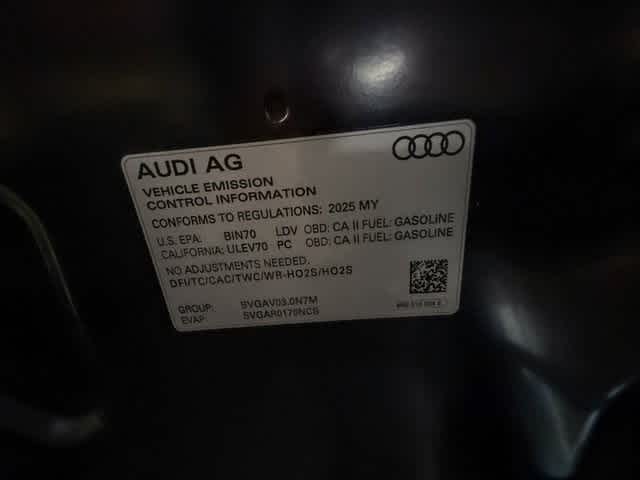 AUDI AG
VEHICLE EMISSION
CONTROL INFORMATION
CONFORMS TO REGULATIONS: 2025 MY
U.S. EPA: BIN70 LDV OBD: CA II FUEL: GASOLINE
CALIFORNIA: ULEV70 PC OBD: CA II FUEL: GASOLINE
NO ADJUSTMENTS NEEDED.
DFI/TC/CAC/TWC/WR-HO2S/HO2S
GROUP: SVGAV03.0N7M
EVAP: SVGAR0170NCS